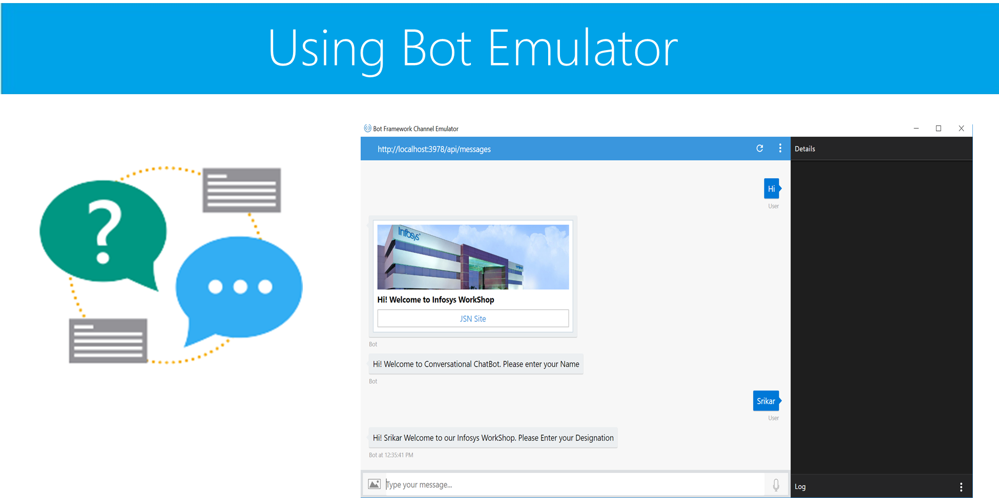 Using Bot Emulator
?
Bot Framework Channel Emulator
http://localhost:3978/api/messages
Details
Hi
User
Infosys
Hi! Welcome to Infosys WorkShop
JSN Site
Bot
Hi! Welcome to Conversational ChatBot. Please enter your Name
Bot
Srikar
User
Hi! Srikar Welcome to our Infosys WorkShop. Please Enter your Designation
Bot at 12:35:41 PM
Type your message...
Log